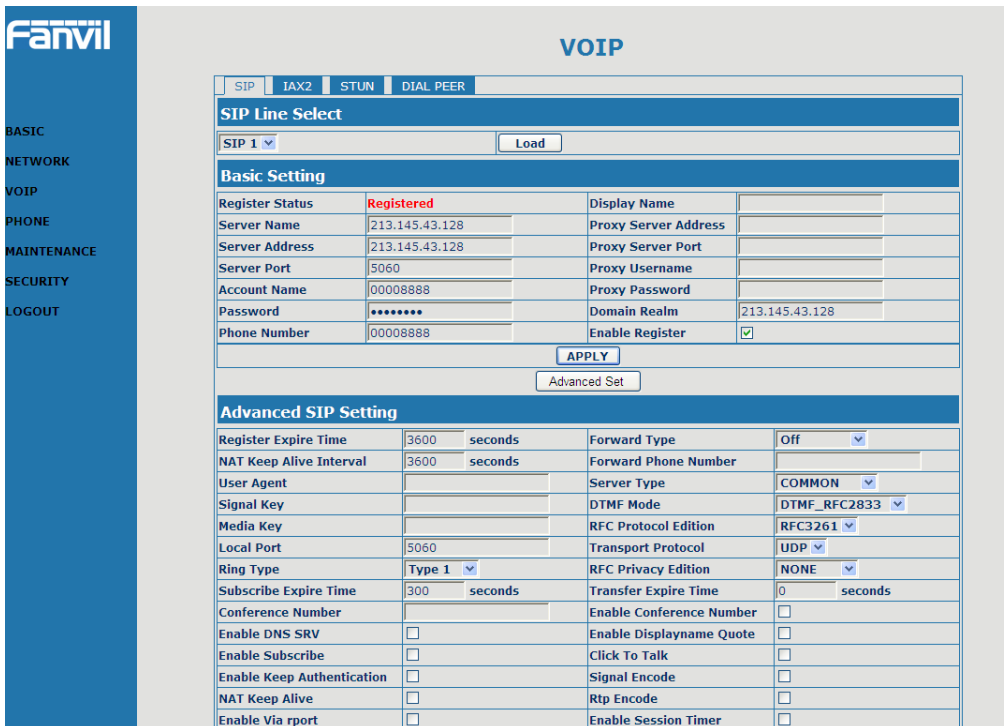 Fanvil
VOIP
BASIC
NETWORK
VOIP
PHONE
MAINTENANCE
SECURITY
LOGOUT
SIP IAX2 STUN DIAL PEER
SIP Line Select
SIP 1 Load
Basic Setting
Register Status Registered Display Name
Server Name 213.145.43.128 Proxy Server Address
Server Address 213.145.43.128 Proxy Server Port
Server Port 5060 Proxy Username
Account Name 00008888 Proxy Password
Password •••••••• Domain Realm 213.145.43.128
Phone Number 00008888 Enable Register
APPLY
Advanced Set
Advanced SIP Setting
Register Expire Time 3600 seconds Forward Type Off
NAT Keep Alive Interval 3600 seconds Forward Phone Number
User Agent Server Type COMMON
Signal Key DTMF Mode DTMF_RFC2833
Media Key RFC Protocol Edition RFC3261
Local Port 5060 Transport Protocol UDP
Ring Type Type 1 RFC Privacy Edition NONE
Subscribe Expire Time 300 seconds Transfer Expire Time 0 seconds
Conference Number Enable Conference Number
Enable DNS SRV Enable Displayname Quote
Enable Subscribe Click To Talk
Enable Keep Authentication Signal Encode
NAT Keep Alive Rtp Encode
Enable Via rport Enable Session Timer